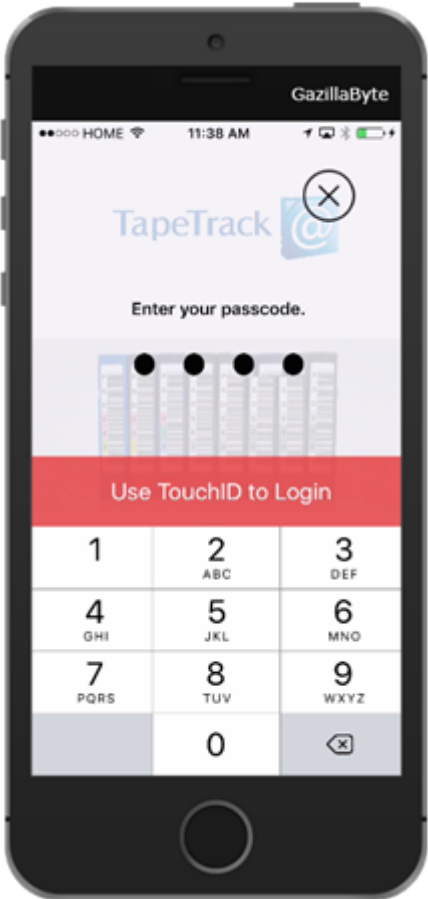 GazillaByte
HOME 11:38 AM
TapeTrack @
Enter your passcode.
Use TouchID to Login
1 2 3
ABC DEF
4 5 6
GHI JKL MNO
7 8 9
PQRS TUV WXYZ
0